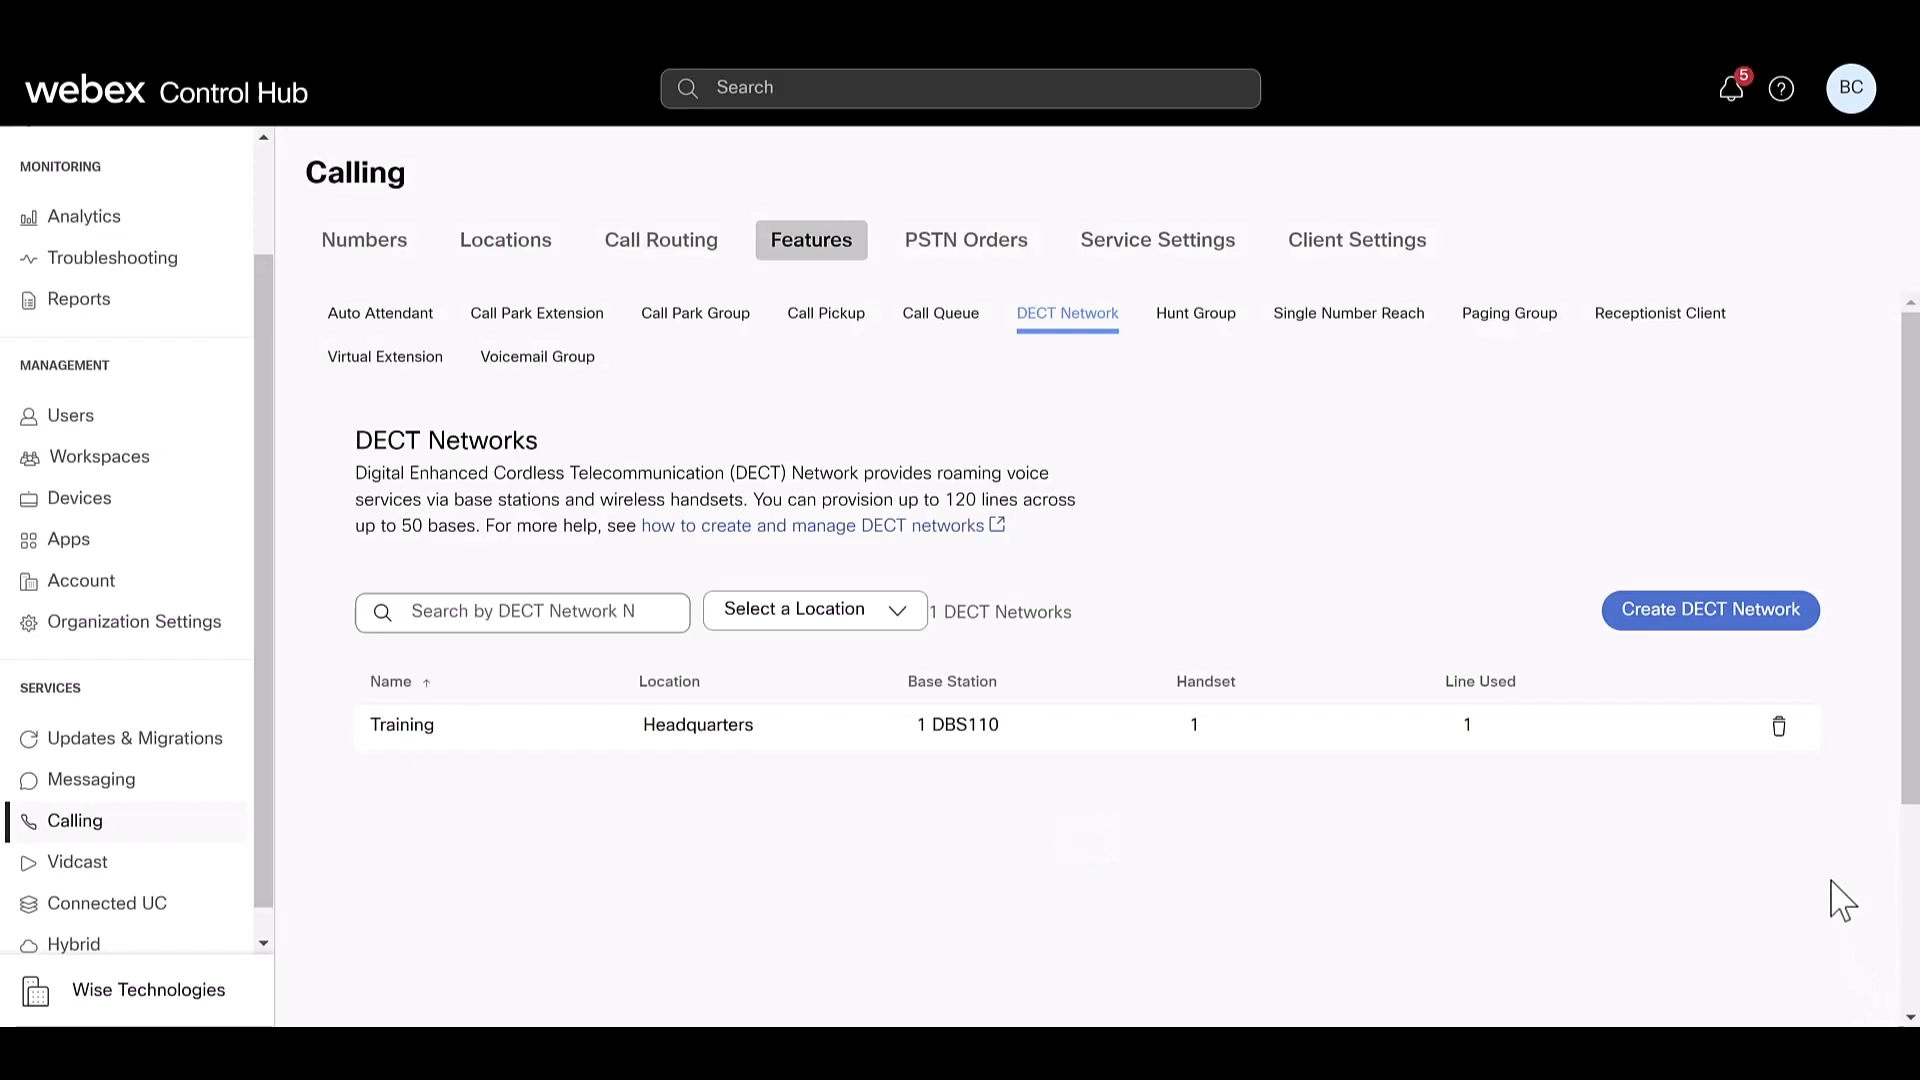 webex Control Hub
Search
5
?
BC
MONITORING
Analytics
Troubleshooting
Reports
MANAGEMENT
Users
Workspaces
Devices
Apps
Account
Organization Settings
SERVICES
Updates & Migrations
Messaging
Calling
Vidcast
Connected UC
Hybrid
Wise Technologies
Calling
Numbers Locations Call Routing Features PSTN Orders Service Settings Client Settings
Auto Attendant Call Park Extension Call Park Group Call Pickup Call Queue DECT Network Hunt Group Single Number Reach Paging Group Receptionist Client
Virtual Extension Voicemail Group
DECT Networks
Digital Enhanced Cordless Telecommunication (DECT) Network provides roaming voice
services via base stations and wireless handsets. You can provision up to 120 lines across
up to 50 bases. For more help, see how to create and manage DECT networks
Search by DECT Network N Select a Location 1 DECT Networks Create DECT Network
Name Location Base Station Handset Line Used
Training Headquarters 1 DBS110 1 1